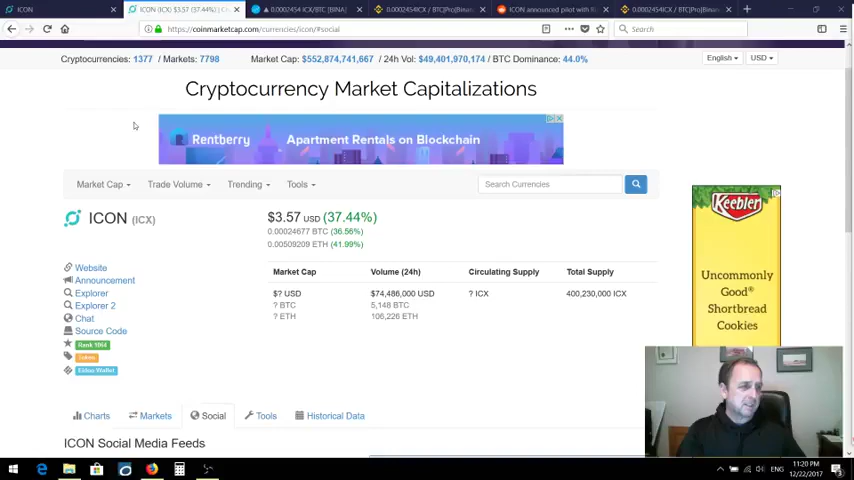 ICON
ICON (ICX) $3.57 (37.44%) | C
0.0002454 ICX/BTC [BINA
0.0002454ICX / BTC|Pro|Binan
ICON announced pilot with R
0.0002454ICX / BTC|Pro|Binan
https://coinmarketcap.com/currencies/icon/#social
Search
Cryptocurrencies: 1377 / Markets: 7798
Market Cap: $552,874,741,667 / 24h Vol: $49,401,970,174 / BTC Dominance: 44.0%
English
USD
Cryptocurrency Market Capitalizations
Rentberry
Apartment Rentals on Blockchain
Market Cap
Trade Volume
Trending
Tools
Search Currencies
Keebler
Uncommonly
Good®
Shortbread
Cookies
ICON (ICX)
$3.57 USD (37.44%)
0.00024677 BTC (36.56%)
0.00509209 ETH (41.99%)
Website
Announcement
Explorer
Explorer 2
Chat
Source Code
Market Cap
Volume (24h)
Circulating Supply
Total Supply
$? USD
$74,486,000 USD
? ICX
400,230,000 ICX
? BTC
5,148 BTC
? ETH
106,226 ETH
Charts
Markets
Social
Tools
Historical Data
ICON Social Media Feeds
ENG
11:20 PM
12/22/2017